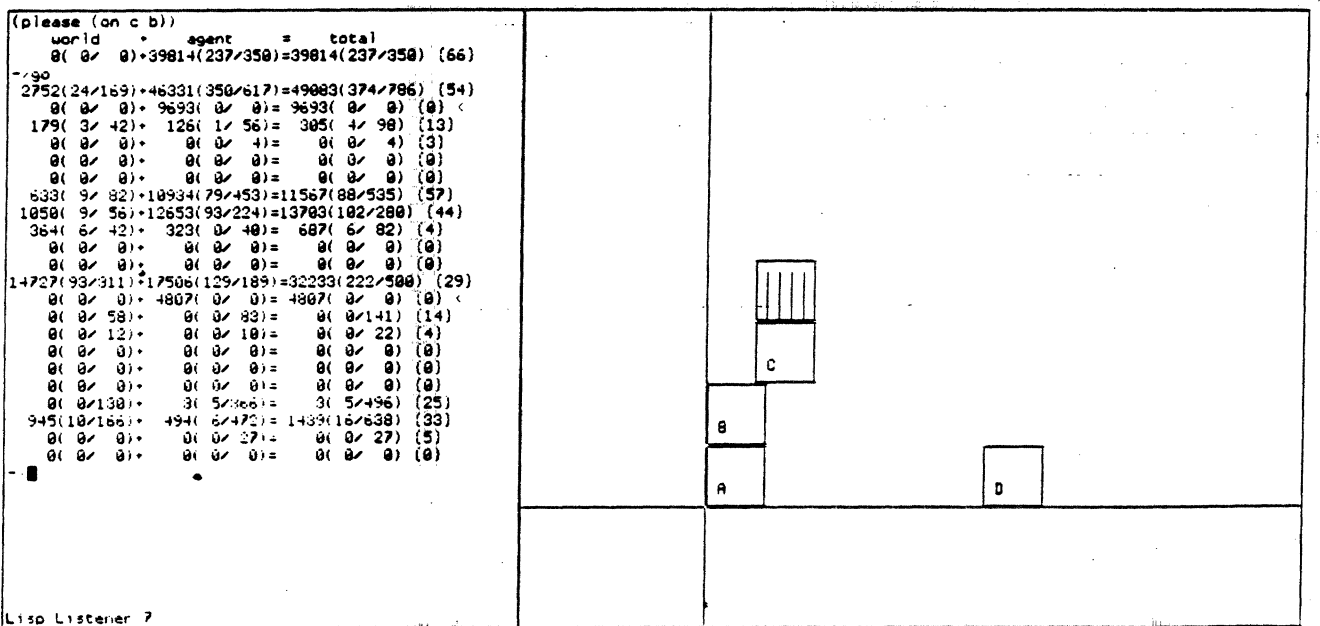 (please (on c b))
world + agent = total
0( 0/ 0)+39814(237/350)=39814(237/350) {66}
-/go
2752(24/169)+46331(350/617)=49083(374/786) {54}
0( 0/ 0)+ 9693( 0/ 0)= 9693( 0/ 0) {0} <
179( 3/ 42)+ 126( 1/ 56)= 305( 4/ 98) {13}
0( 0/ 0)+ 0( 0/ 4)= 0( 0/ 4) {3}
0( 0/ 0)+ 0( 0/ 0)= 0( 0/ 0) {0}
0( 0/ 0)+ 0( 0/ 0)= 0( 0/ 0) {0}
633( 9/ 82)+10934(79/453)=11567(88/535) {57}
1050( 9/ 56)+12653(93/224)=13703(102/280) {44}
364( 6/ 42)+ 323( 0/ 40)= 687( 6/ 82) {4}
0( 0/ 0)+ 0( 0/ 0)= 0( 0/ 0) {0}
0( 0/ 0)+ 0( 0/ 0)= 0( 0/ 0) {0}
14727(93/311)+17506(129/189)=32233(222/500) {29}
0( 0/ 0)+ 4807( 0/ 0)= 4807( 0/ 0) {0} <
0( 0/ 58)+ 0( 0/ 83)= 0( 0/141) {14}
0( 0/ 12)+ 0( 0/ 10)= 0( 0/ 22) {4}
0( 0/ 0)+ 0( 0/ 0)= 0( 0/ 0) {0}
0( 0/ 0)+ 0( 0/ 0)= 0( 0/ 0) {0}
0( 0/ 0)+ 0( 0/ 0)= 0( 0/ 0) {0}
0( 0/130)+ 3( 5/366)= 3( 5/496) {25}
945(10/166)+ 494( 6/472)= 1439(16/638) {33}
0( 0/ 0)+ 0( 0/ 27)= 0( 0/ 27) {5}
0( 0/ 0)+ 0( 0/ 0)= 0( 0/ 0) {0}
Lisp Listener 7
C
B
A
D